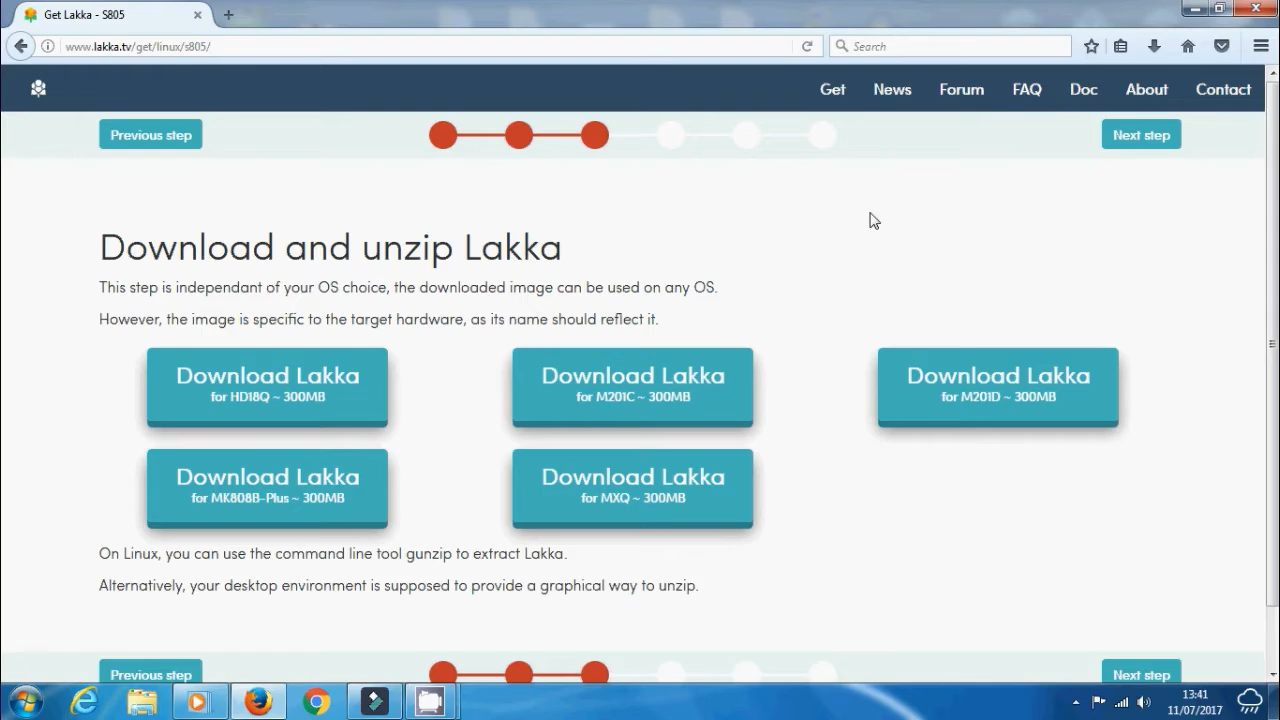 Get Lakka - S805
www.lakka.tv/get/linux/s805/
Search
Get
News
Forum
FAQ
Doc
About
Contact
Previous step
Next step
Download and unzip Lakka
This step is independant of your OS choice, the downloaded image can be used on any OS.
However, the image is specific to the target hardware, as its name should reflect it.
Download Lakka
for HD18Q ~ 300MB
Download Lakka
for M201C ~ 300MB
Download Lakka
for M201D ~ 300MB
Download Lakka
for MK808B-Plus ~ 300MB
Download Lakka
for MXQ ~ 300MB
On Linux, you can use the command line tool gunzip to extract Lakka.
Alternatively, your desktop environment is supposed to provide a graphical way to unzip.
Previous step
Next step
13:41
11/07/2017